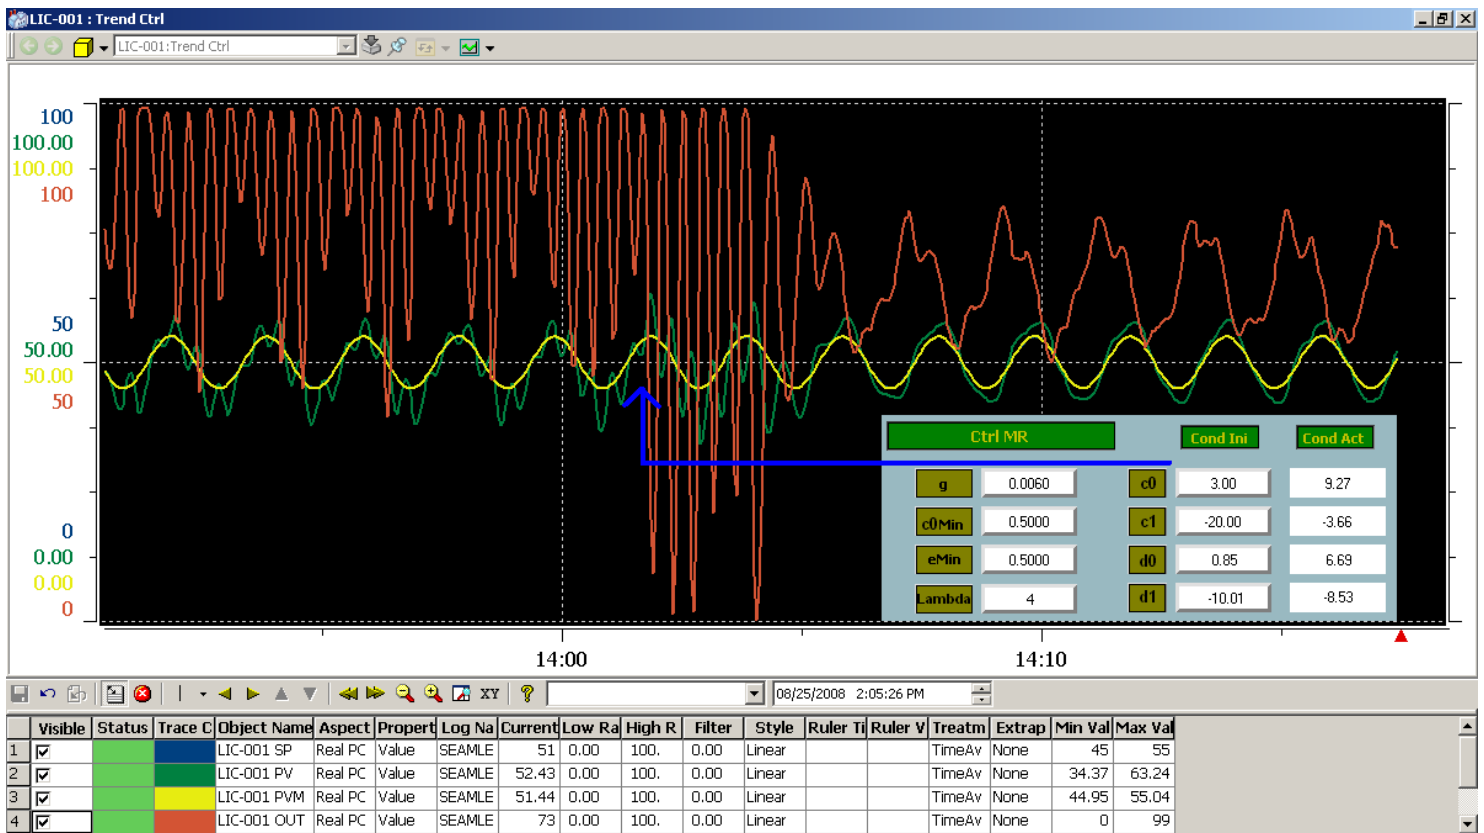 LIC-001 : Trend Ctrl
LIC-001:Trend Ctrl
100
100.00
100.00
100
50
50.00
50.00
50
0
0.00
0.00
0
Ctrl MR Cond Ini Cond Act
g 0.0060 c0 3.00 9.27
c0Min 0.5000 c1 -20.00 -3.66
eMin 0.5000 d0 0.85 6.69
Lambda 4 d1 -10.01 -8.53
14:00 14:10
XY ? 08/25/2008 2:05:26 PM
Visible Status Trace C Object Name Aspect Propert Log Na Current Low Ra High R Filter Style Ruler Ti Ruler V Treatm Extrap Min Val Max Val
1 LIC-001 SP Real PC Value SEAMLE 51 0.00 100. 0.00 Linear TimeAv None 45 55
2 LIC-001 PV Real PC Value SEAMLE 52.43 0.00 100. 0.00 Linear TimeAv None 34.37 63.24
3 LIC-001 PVM Real PC Value SEAMLE 51.44 0.00 100. 0.00 Linear TimeAv None 44.95 55.04
4 LIC-001 OUT Real PC Value SEAMLE 73 0.00 100. 0.00 Linear TimeAv None 0 99